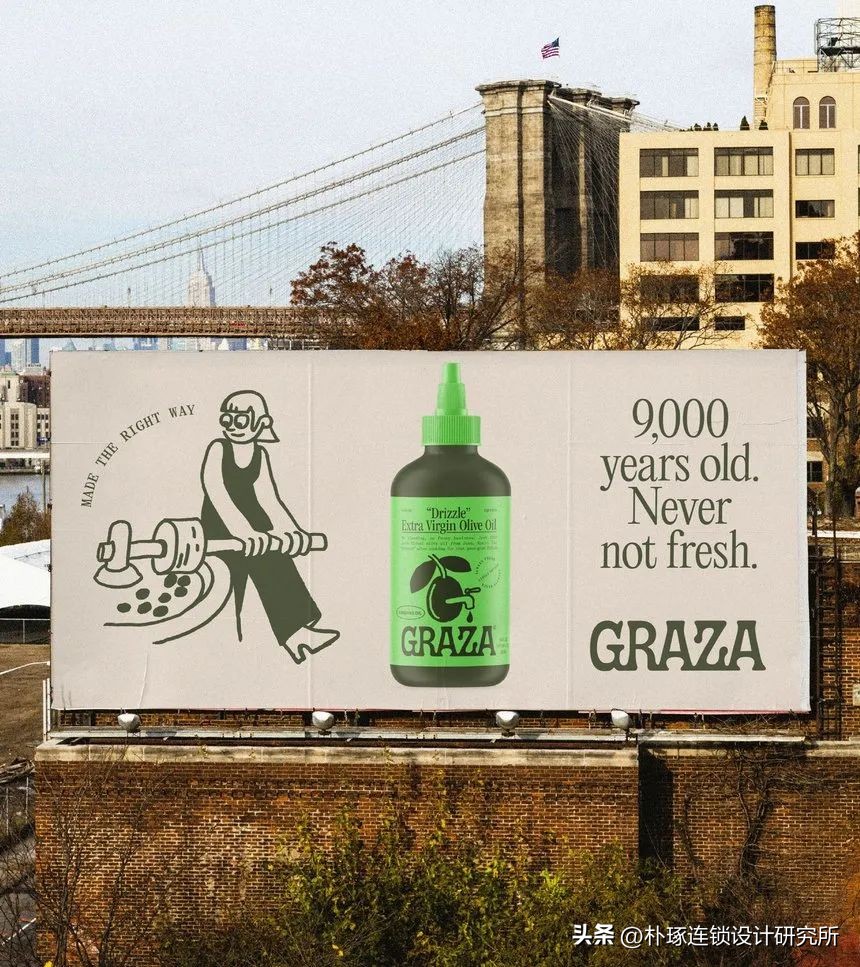 MADE THE RIGHT WAY
"Drizzle"
Extra Virgin Olive Oil
GRAZA
9,000
years old.
Never
not fresh.
GRAZA
头条 @朴琢连锁设计研究所